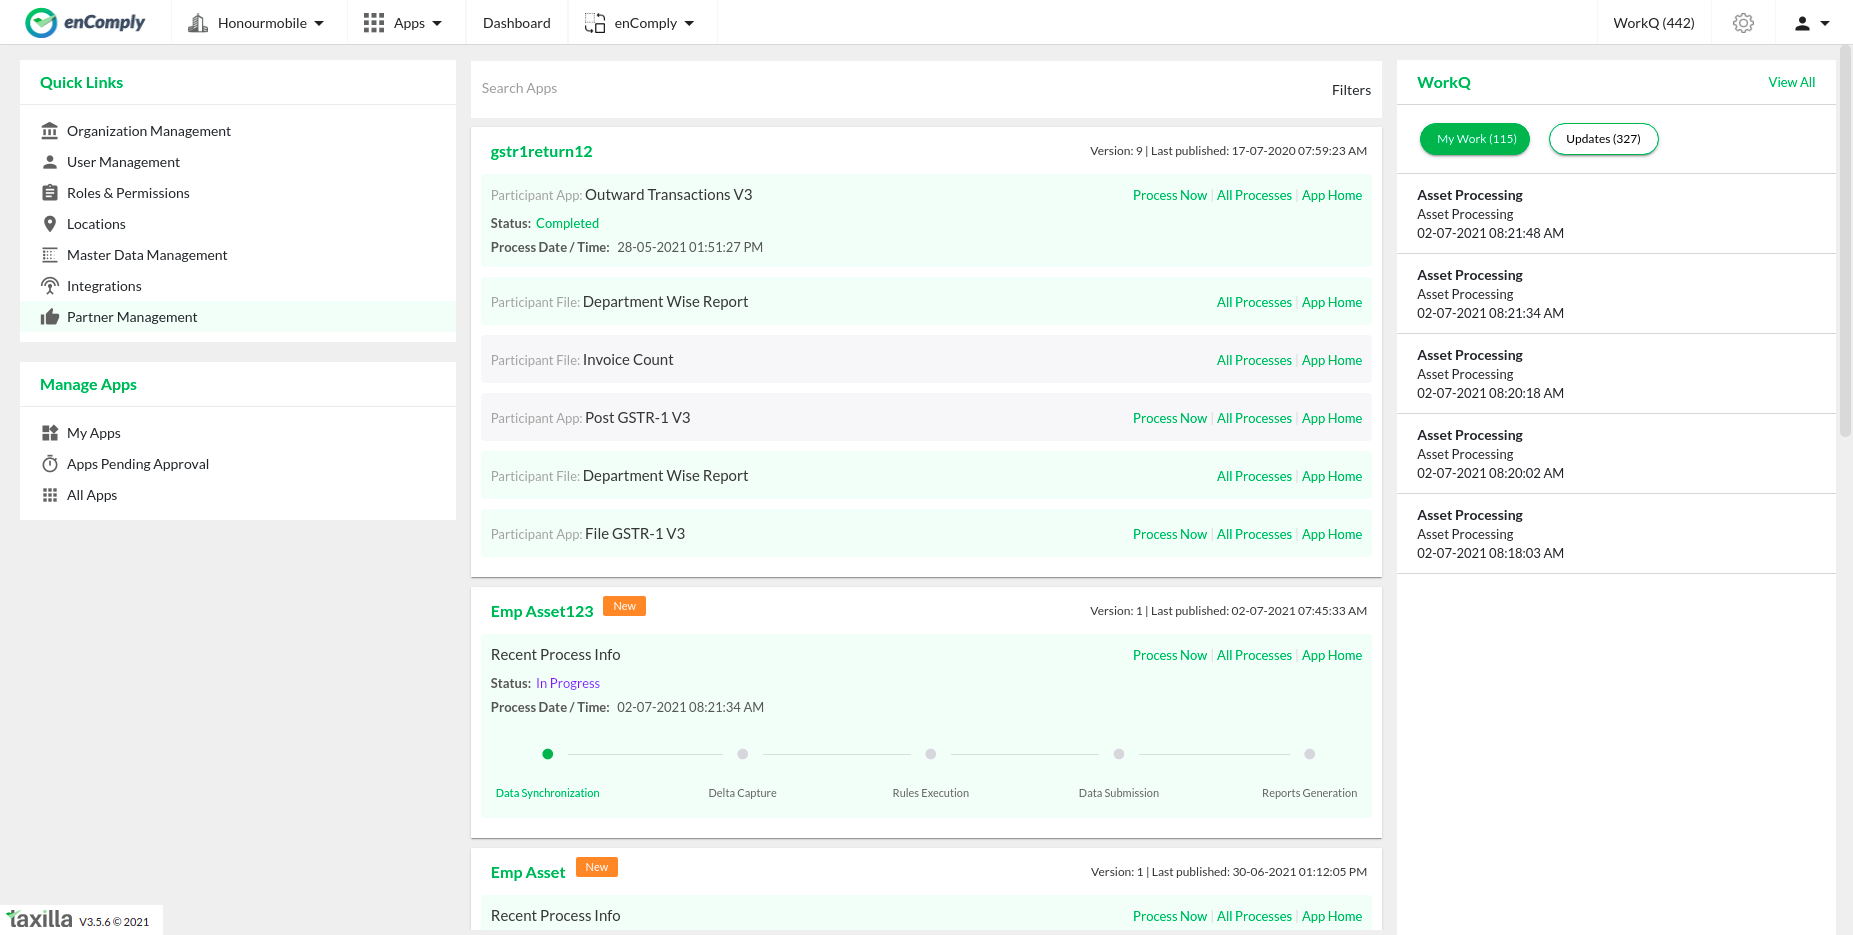 enComply
Honourmobile
Apps
Dashboard
enComply
WorkQ (442)
Quick Links
Organization Management
User Management
Roles & Permissions
Locations
Master Data Management
Integrations
Partner Management
Manage Apps
My Apps
Apps Pending Approval
All Apps
Search Apps
Filters
gstr1return12
Version: 9 | Last published: 17-07-2020 07:59:23 AM
Participant App: Outward Transactions V3
Process Now | All Processes | App Home
Status: Completed
Process Date / Time: 28-05-2021 01:51:27 PM
Participant File: Department Wise Report
All Processes | App Home
Participant File: Invoice Count
All Processes | App Home
Participant App: Post GSTR-1 V3
Process Now | All Processes | App Home
Participant File: Department Wise Report
All Processes | App Home
Participant App: File GSTR-1 V3
Process Now | All Processes | App Home
Emp Asset123
New
Version: 1 | Last published: 02-07-2021 07:45:33 AM
Recent Process Info
Process Now | All Processes | App Home
Status: In Progress
Process Date / Time: 02-07-2021 08:21:34 AM
Data Synchronization
Delta Capture
Rules Execution
Data Submission
Reports Generation
Emp Asset
New
Version: 1 | Last published: 30-06-2021 01:12:05 PM
Recent Process Info
Process Now | All Processes | App Home
WorkQ
View All
My Work (115)
Updates (327)
Asset Processing
Asset Processing
02-07-2021 08:21:48 AM
Asset Processing
Asset Processing
02-07-2021 08:21:34 AM
Asset Processing
Asset Processing
02-07-2021 08:20:18 AM
Asset Processing
Asset Processing
02-07-2021 08:20:02 AM
Asset Processing
Asset Processing
02-07-2021 08:18:03 AM
taxilla V3.5.6 © 2021